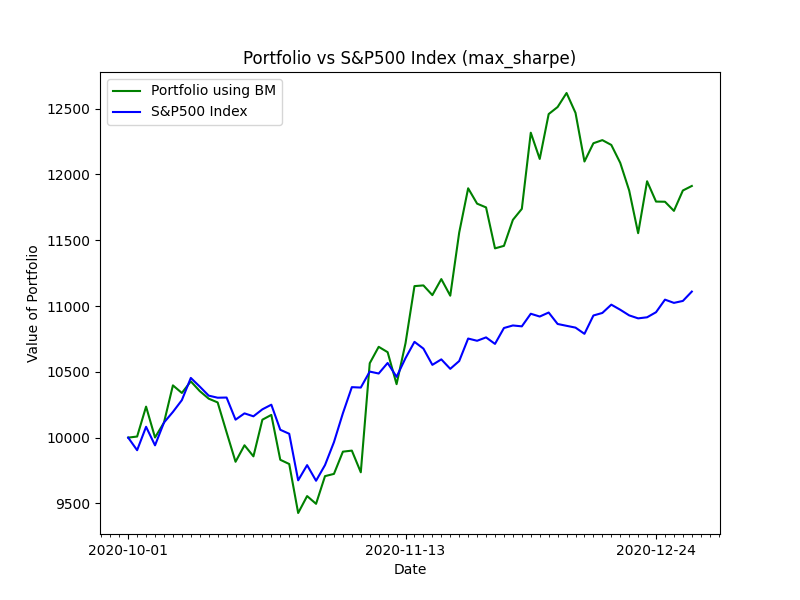 Portfolio vs S&P500 Index (max_sharpe)
Portfolio using BM
S&P500 Index
12500
12000
11500
11000
10500
10000
9500
Value of Portfolio
2020-10-01
2020-11-13
2020-12-24
Date